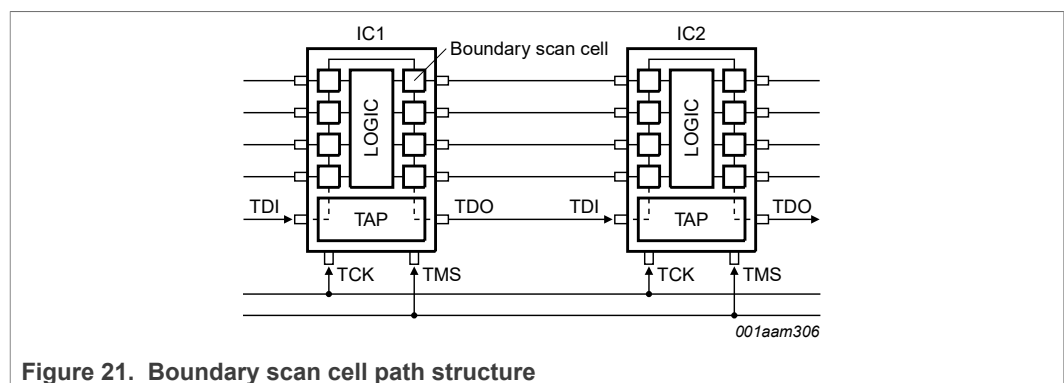 IC1
IC2
Boundary scan cell
LOGIC
LOGIC
TDI
TAP
TDO
TDI
TAP
TDO
TCK
TMS
TCK
TMS
001aam306
Figure 21. Boundary scan cell path structure